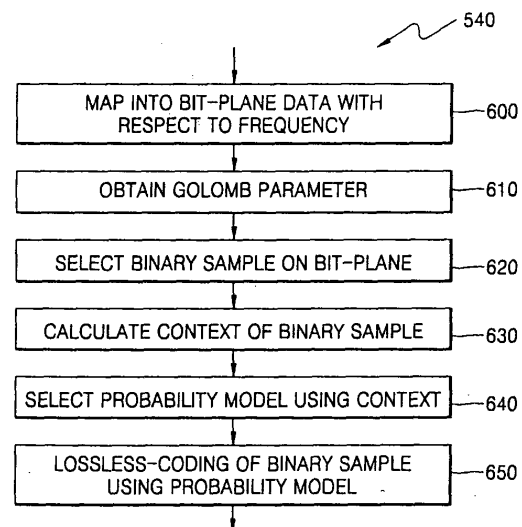 540
MAP INTO BIT-PLANE DATA WITH
RESPECT TO FREQUENCY
600
OBTAIN GOLOMB PARAMETER
610
SELECT BINARY SAMPLE ON BIT-PLANE
620
CALCULATE CONTEXT OF BINARY SAMPLE
630
SELECT PROBABILITY MODEL USING CONTEXT
640
LOSSLESS-CODING OF BINARY SAMPLE
USING PROBABILITY MODEL
650